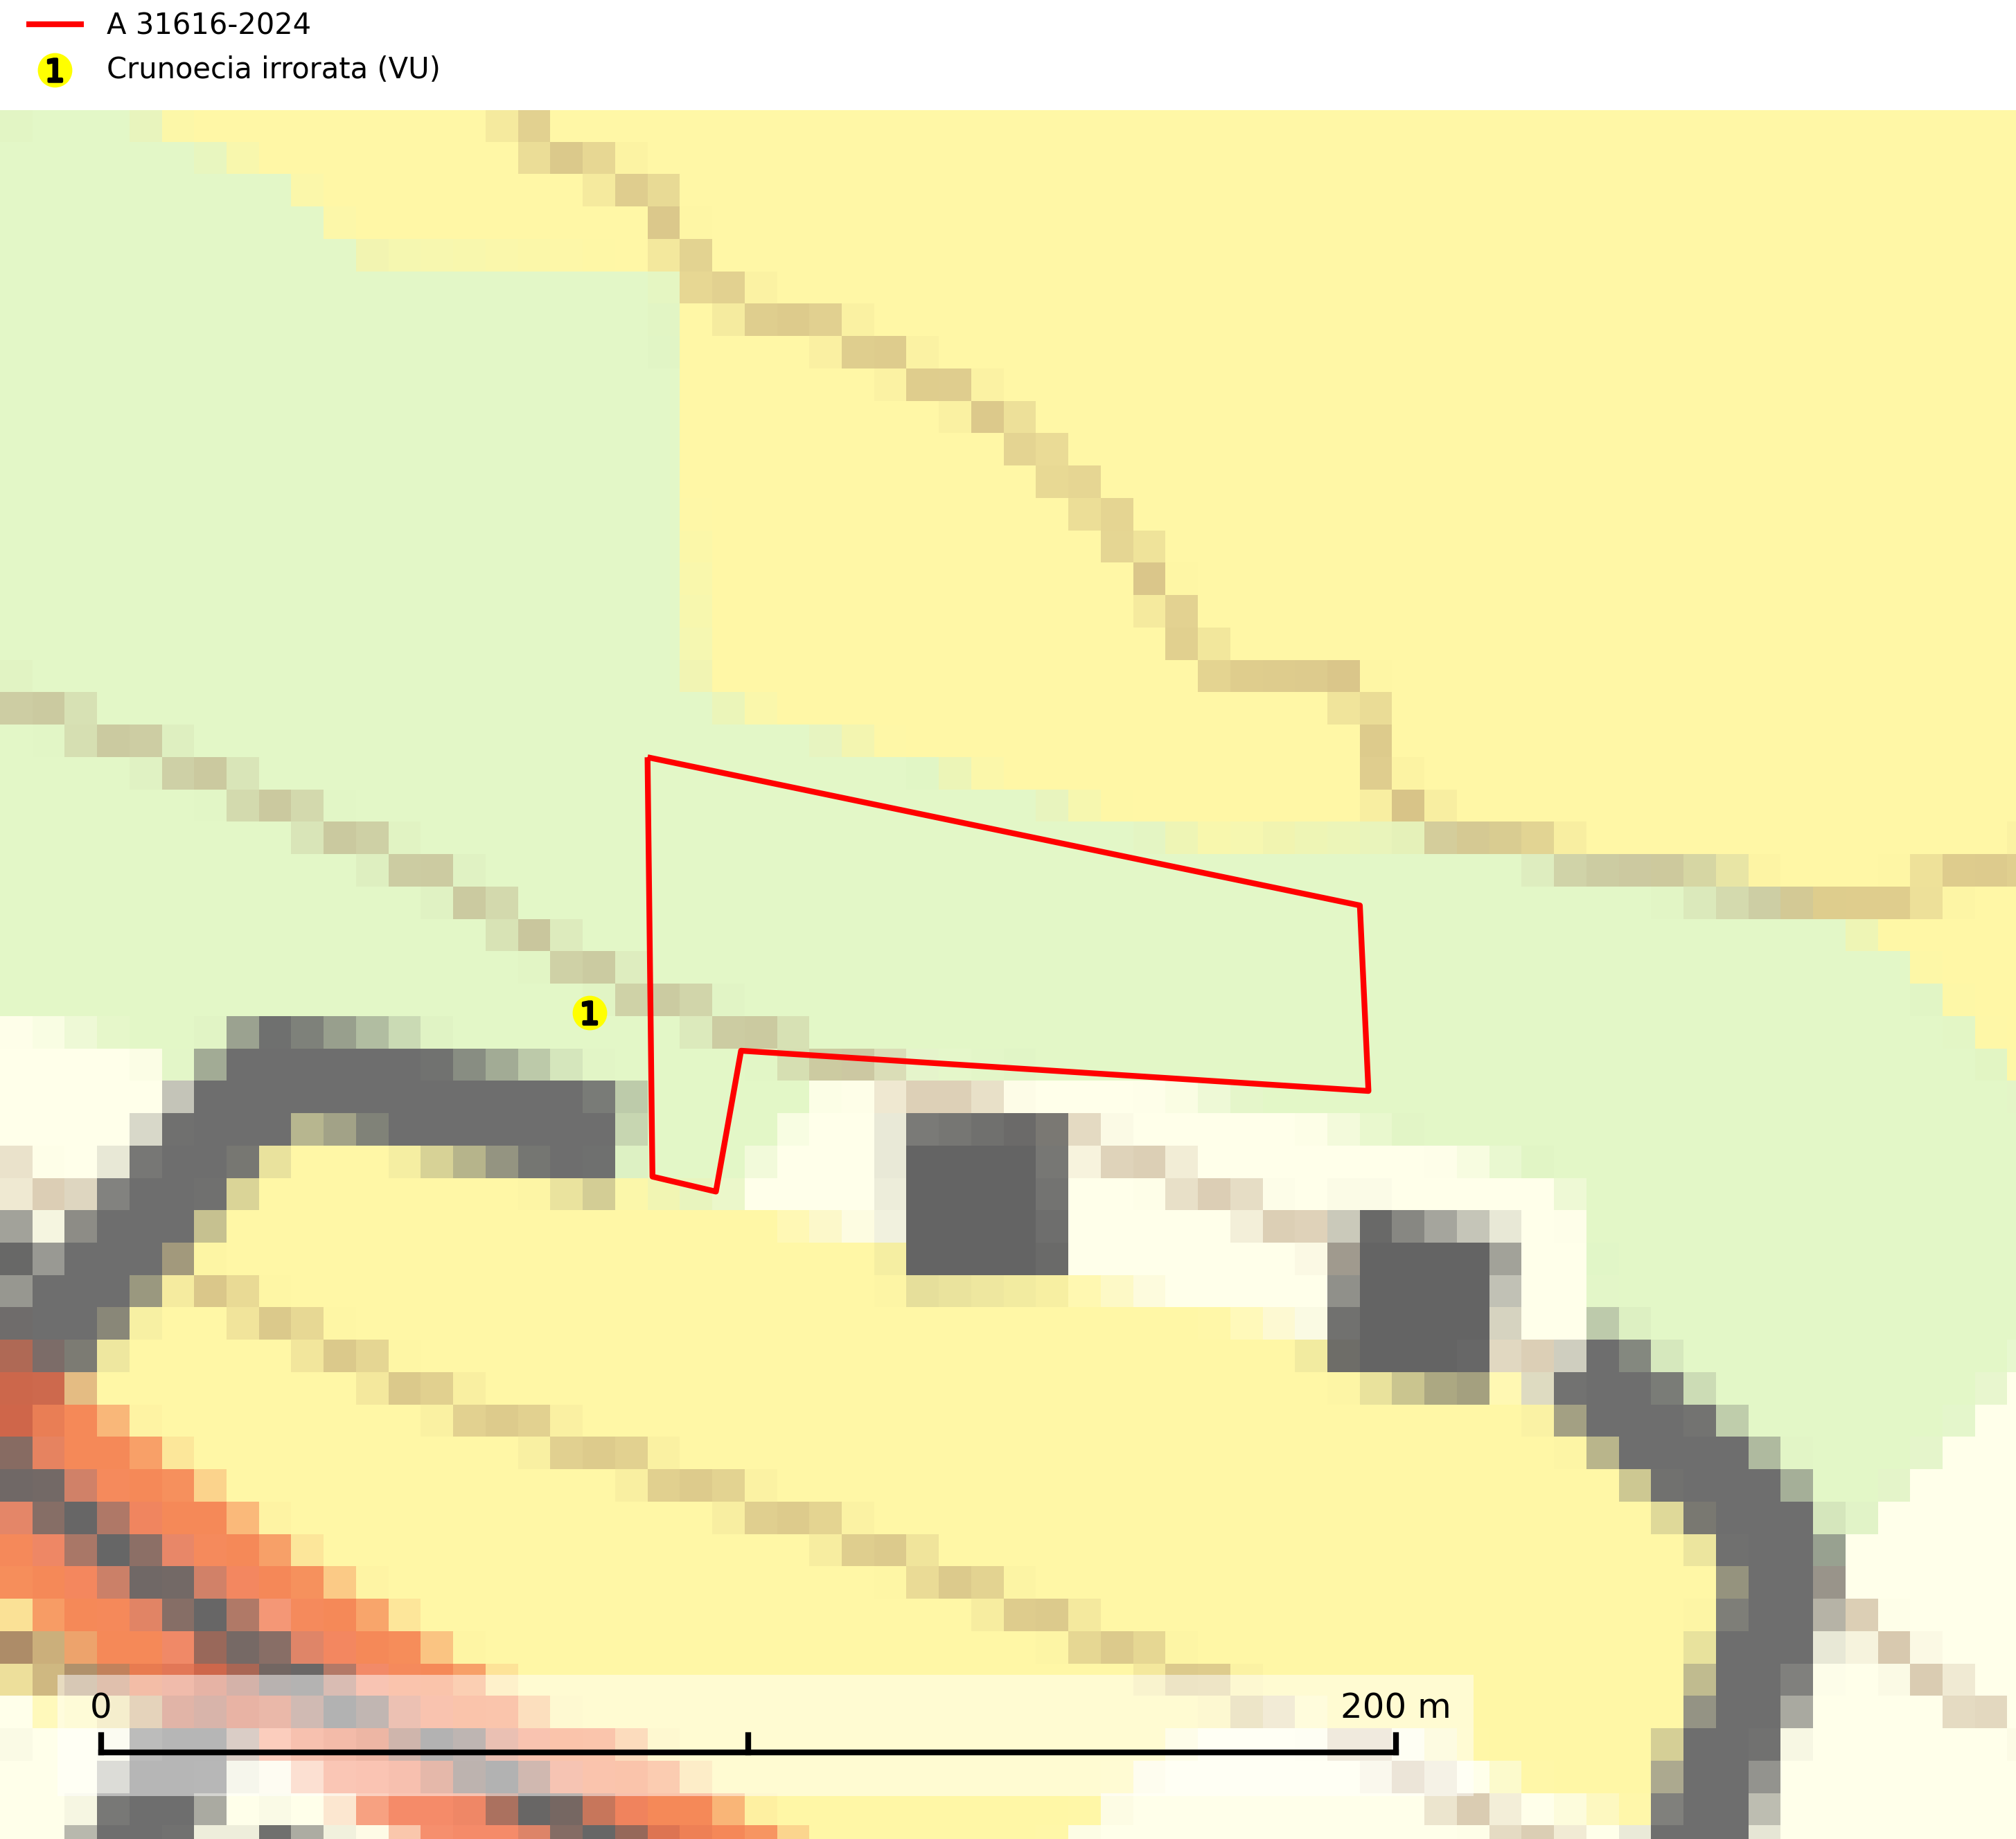 A 31616-2024
1 Crunoecia irrorata (VU)
1
0 200 m